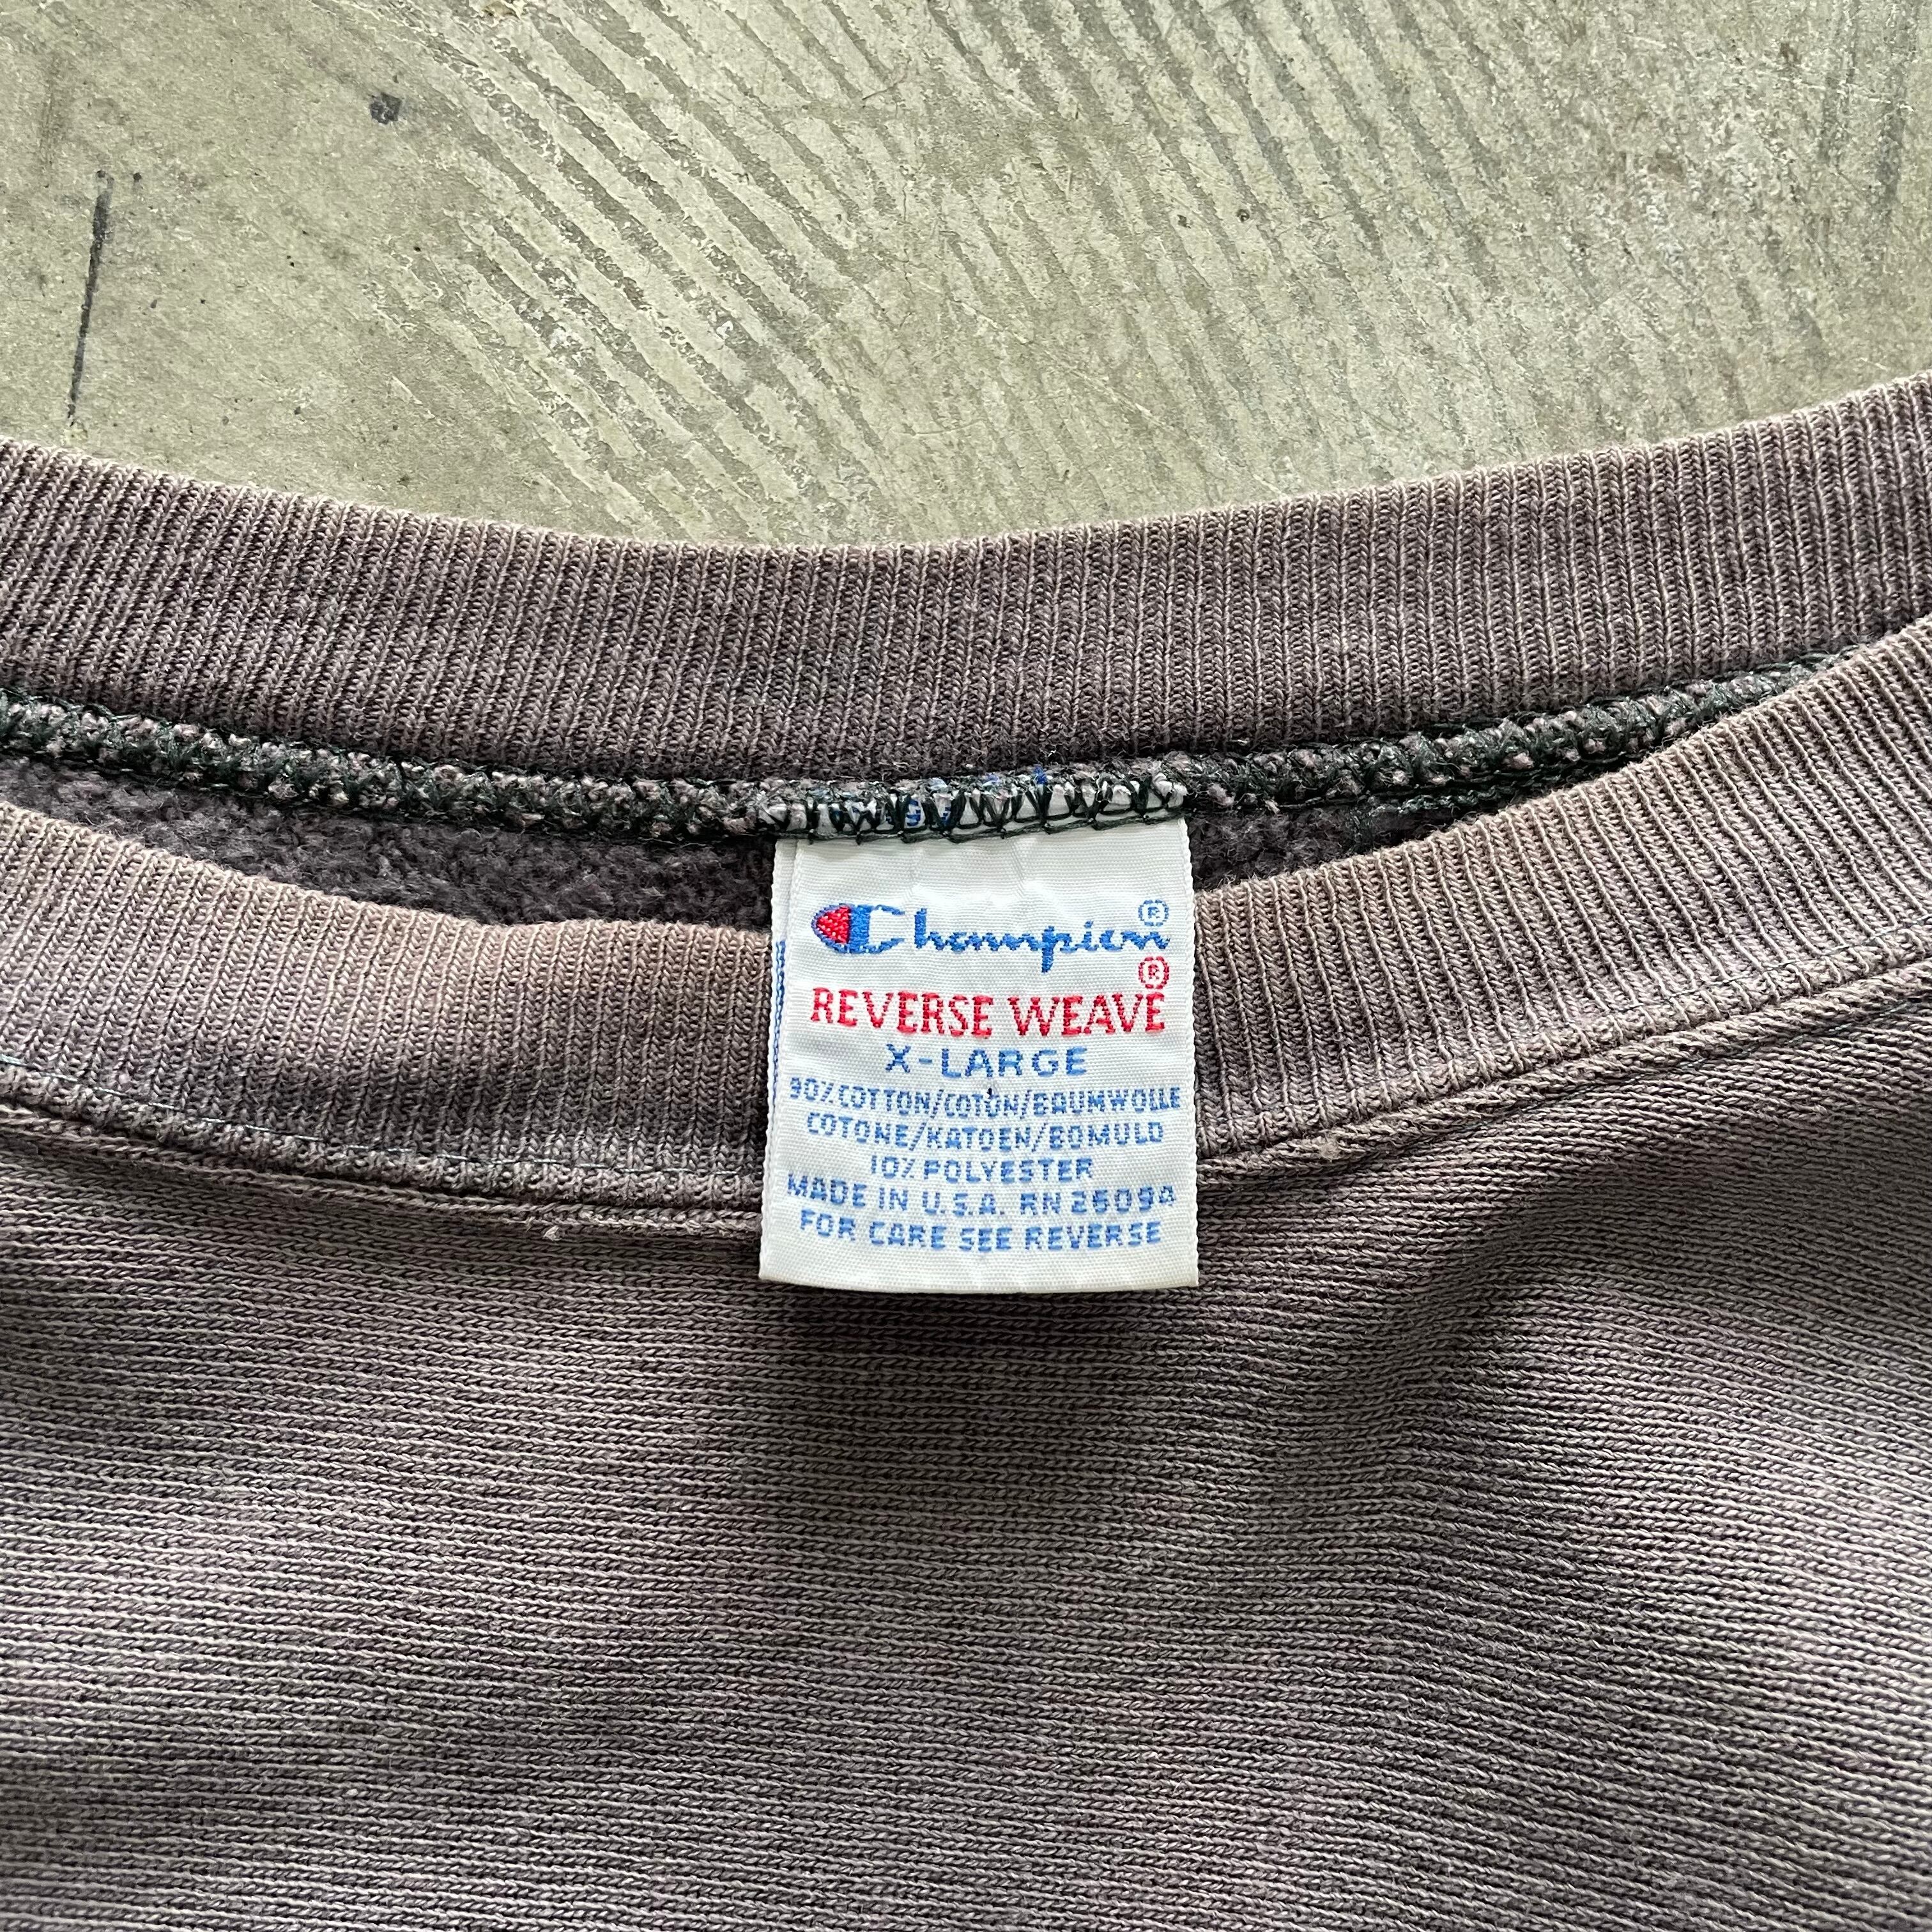 Champion®
REVERSE WEAVE®
X-LARGE
90% COTTON/COTON/BAUMWOLLE
COTONE/KATOEN/BOMULD
10% POLYESTER
MADE IN U.S.A. RN 26094
FOR CARE SEE REVERSE